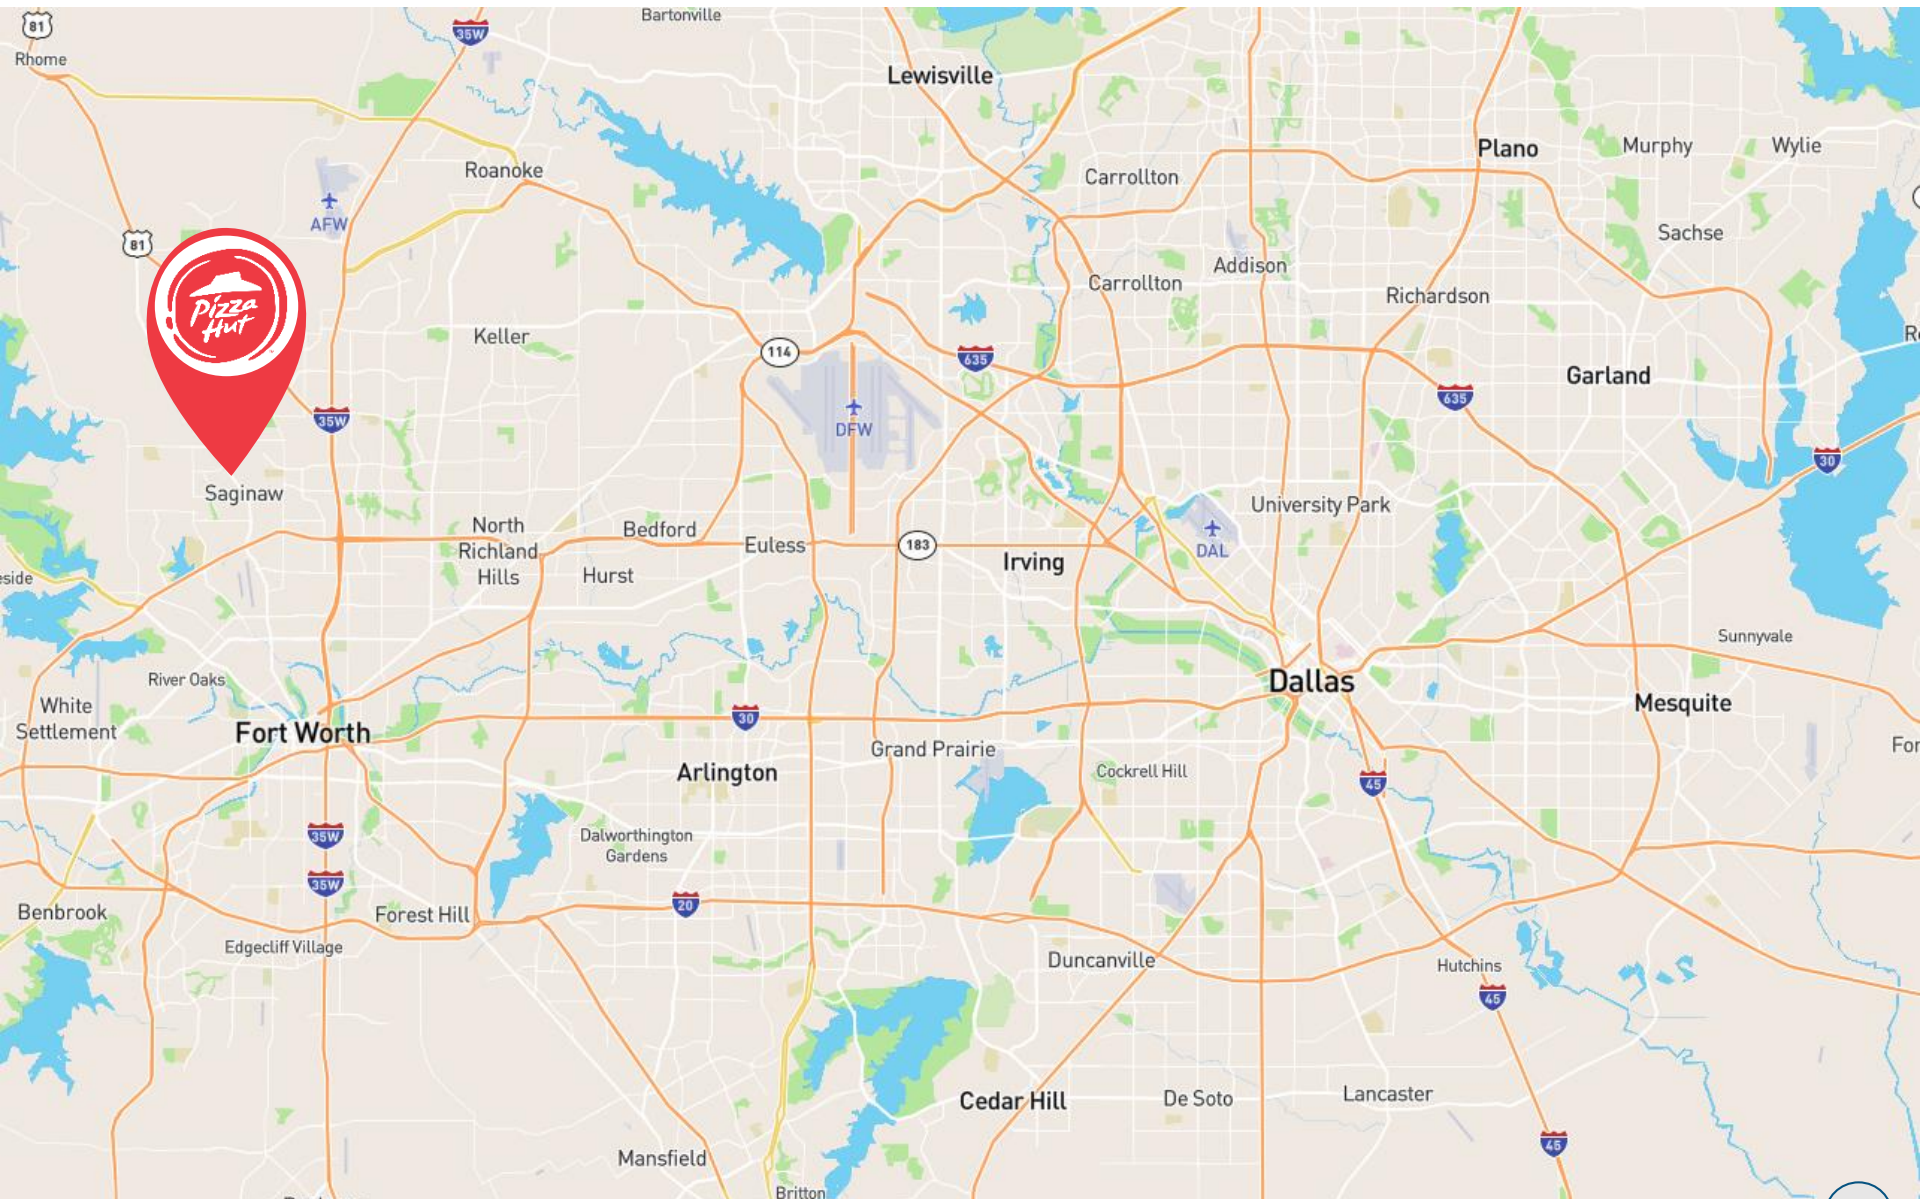 81
35W
Bartonville
Rhome
Lewisville
Plano
Murphy
Wylie
Roanoke
Carrollton
AFW
81
Sachse
Addison
Carrollton
Richardson
Pizza
Hut
Keller
114
635
Garland
635
35W
DFW
30
Saginaw
University Park
North
Richland
Hills
Bedford
Euless
183
Irving
DAL
Hurst
eside
Sunnyvale
River Oaks
Dallas
White
Settlement
Mesquite
Fort Worth
30
Grand Prairie
For
Arlington
Cockrell Hill
45
35W
Dalworthington
Gardens
35W
20
Benbrook
Forest Hill
Edgecliff Village
Duncanville
Hutchins
45
Cedar Hill
De Soto
Lancaster
45
Mansfield
Britton